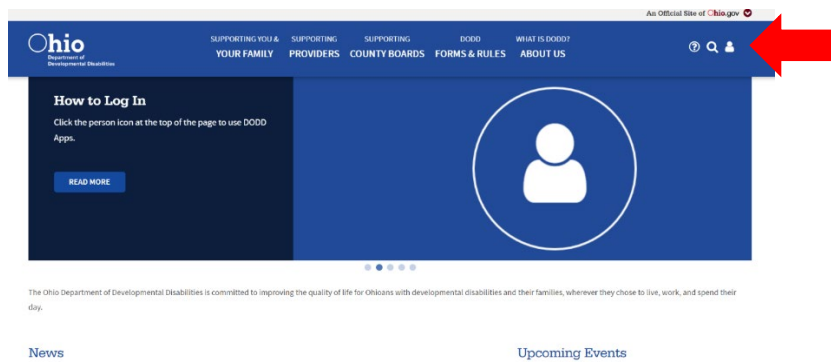 An Official Site of Ohio.gov
Ohio
Department of
Developmental Disabilities
SUPPORTING YOU &
YOUR FAMILY
SUPPORTING
PROVIDERS
SUPPORTING
COUNTY BOARDS
DODD
FORMS & RULES
WHAT IS DODD?
ABOUT US
How to Log In
Click the person icon at the top of the page to use DODD
Apps.
READ MORE
The Ohio Department of Developmental Disabilities is committed to improving the quality of life for Ohioans with developmental disabilities and their families, wherever they chose to live, work, and spend their
day.
News
Upcoming Events